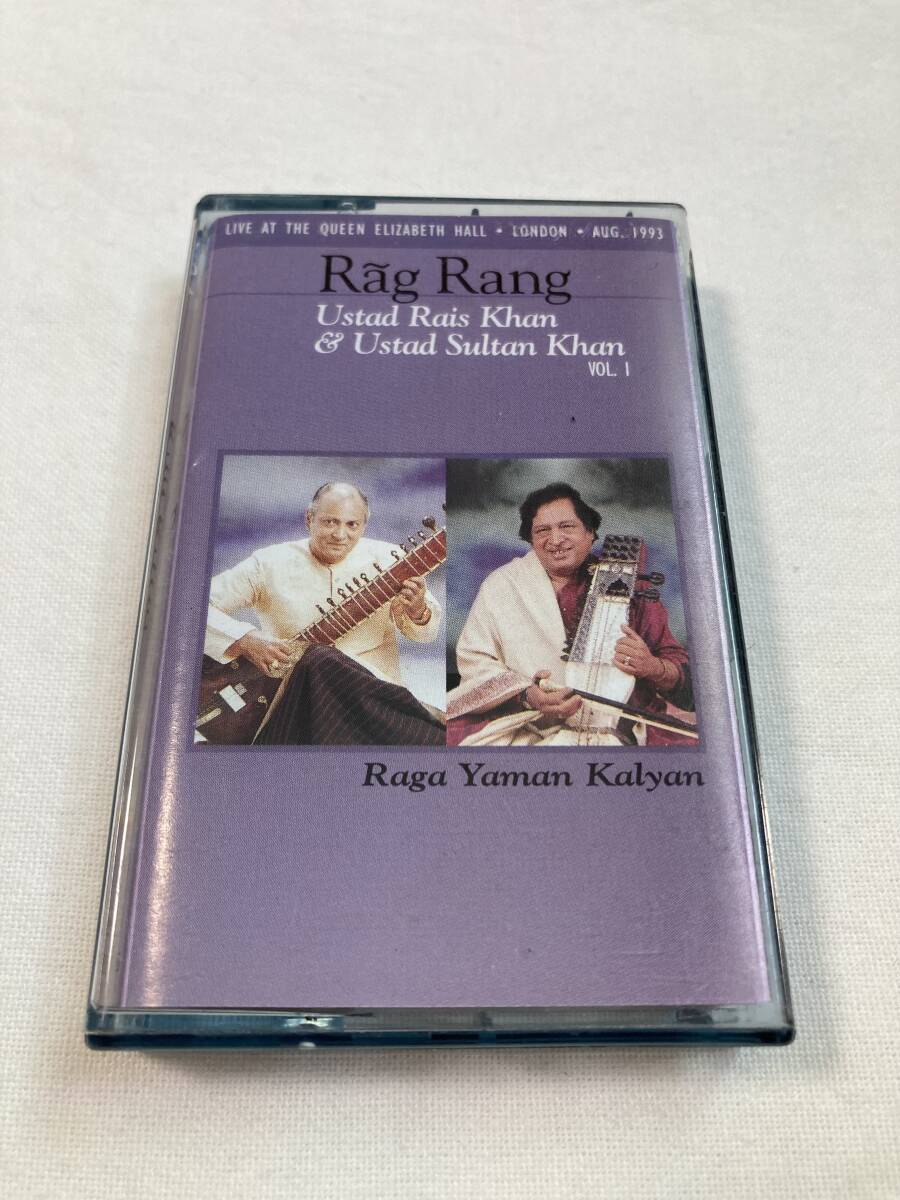 LIVE AT THE QUEEN ELIZABETH HALL • LONDON • AUG. 1993
Rãg Rang
Ustad Rais Khan
& Ustad Sultan Khan
VOL. I
Raga Yaman Kalyan